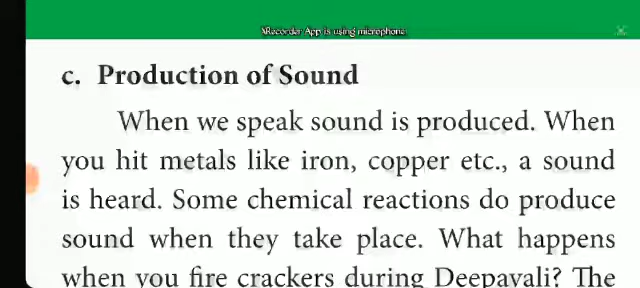 XRecorder App is using microphone
c. Production of Sound
When we speak sound is produced. When
you hit metals like iron, copper etc., a sound
is heard. Some chemical reactions do produce
sound when they take place. What happens
when you fire crackers during Deepavali? The